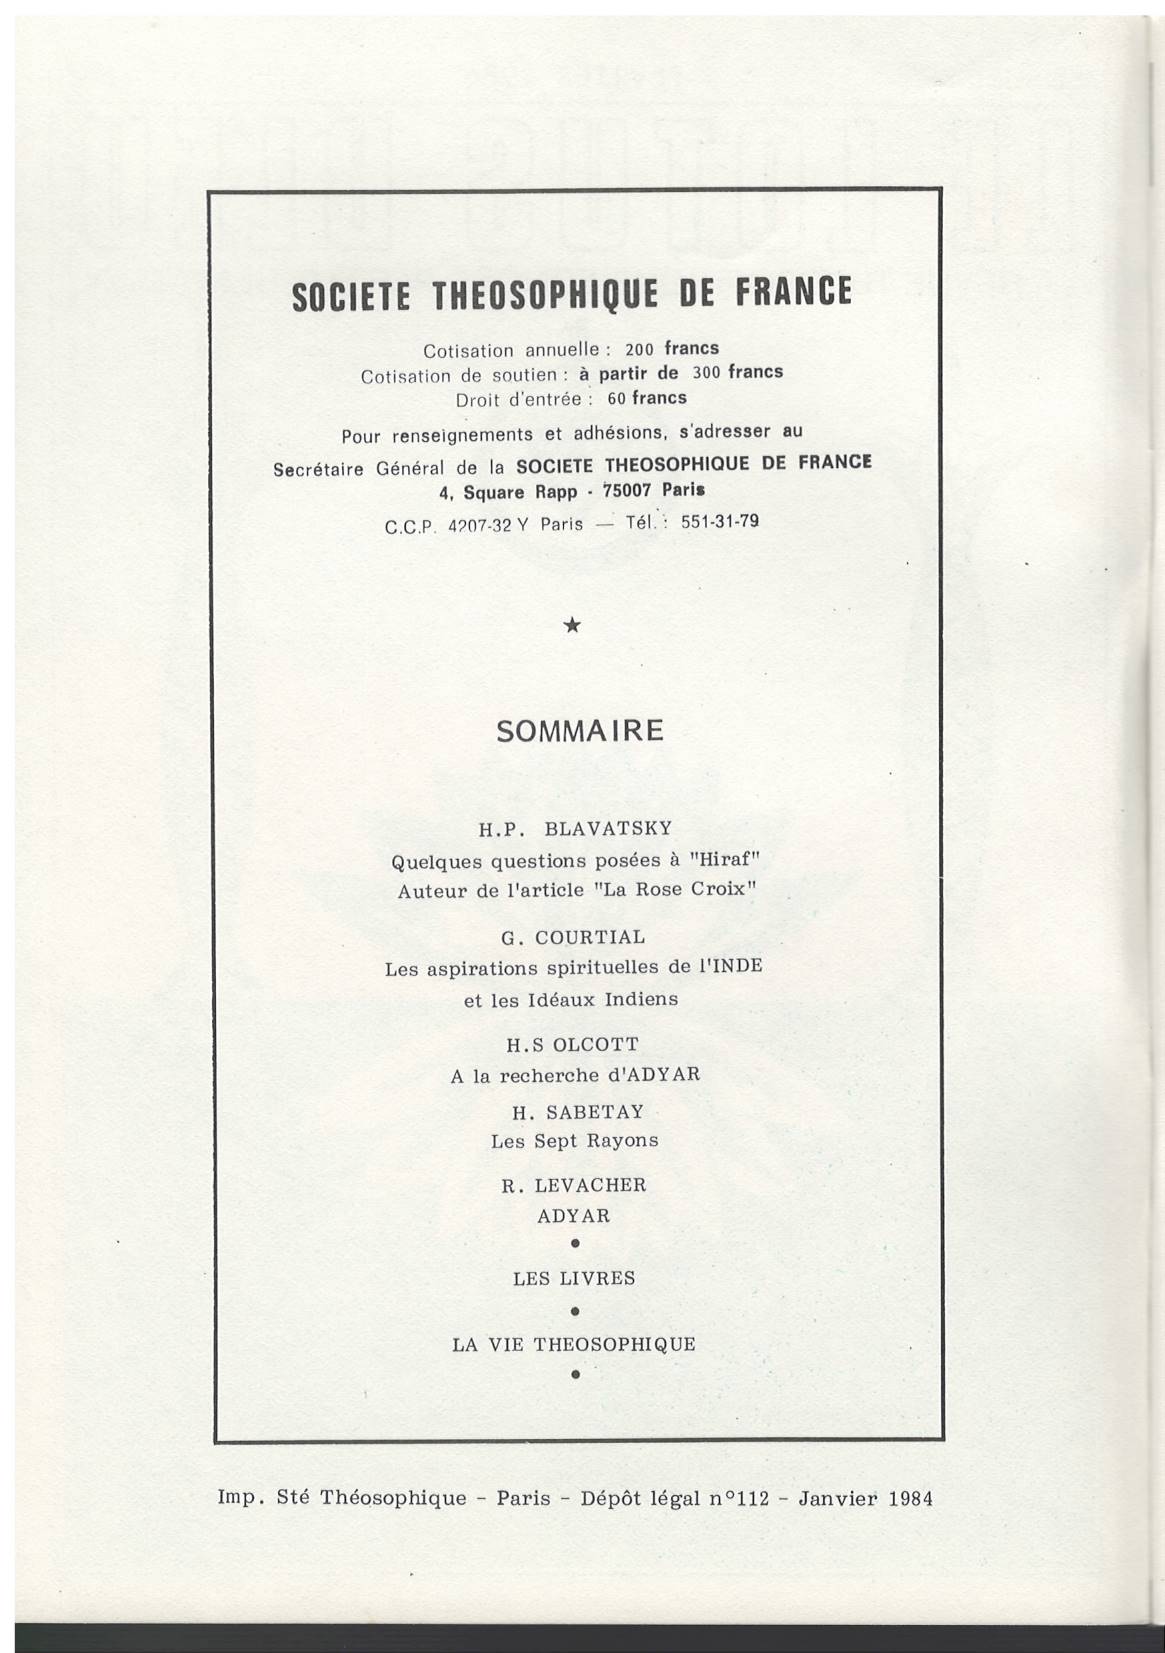 SOCIETE THEOSOPHIQUE DE FRANCE
Cotisation annuelle : 200 francs
Cotisation de soutien : à partir de 300 francs
Droit d'entrée : 60 francs
Pour renseignements et adhésions, s'adresser au
Secrétaire Général de la SOCIETE THEOSOPHIQUE DE FRANCE
4, Square Rapp - 75007 Paris
C.C.P. 4207-32 Y Paris — Tél. : 551-31-79
★
SOMMAIRE
H.P. BLAVATSKY
Quelques questions posées à "Hiraf"
Auteur de l'article "La Rose Croix"
G. COURTIAL
Les aspirations spirituelles de l'INDE
et les Idéaux Indiens
H.S OLCOTT
A la recherche d'ADYAR
H. SABETAY
Les Sept Rayons
R. LEVACHER
ADYAR
●
LES LIVRES
●
LA VIE THEOSOPHIQUE
●
Imp. Sté Théosophique - Paris - Dépôt légal n°112 - Janvier 1984